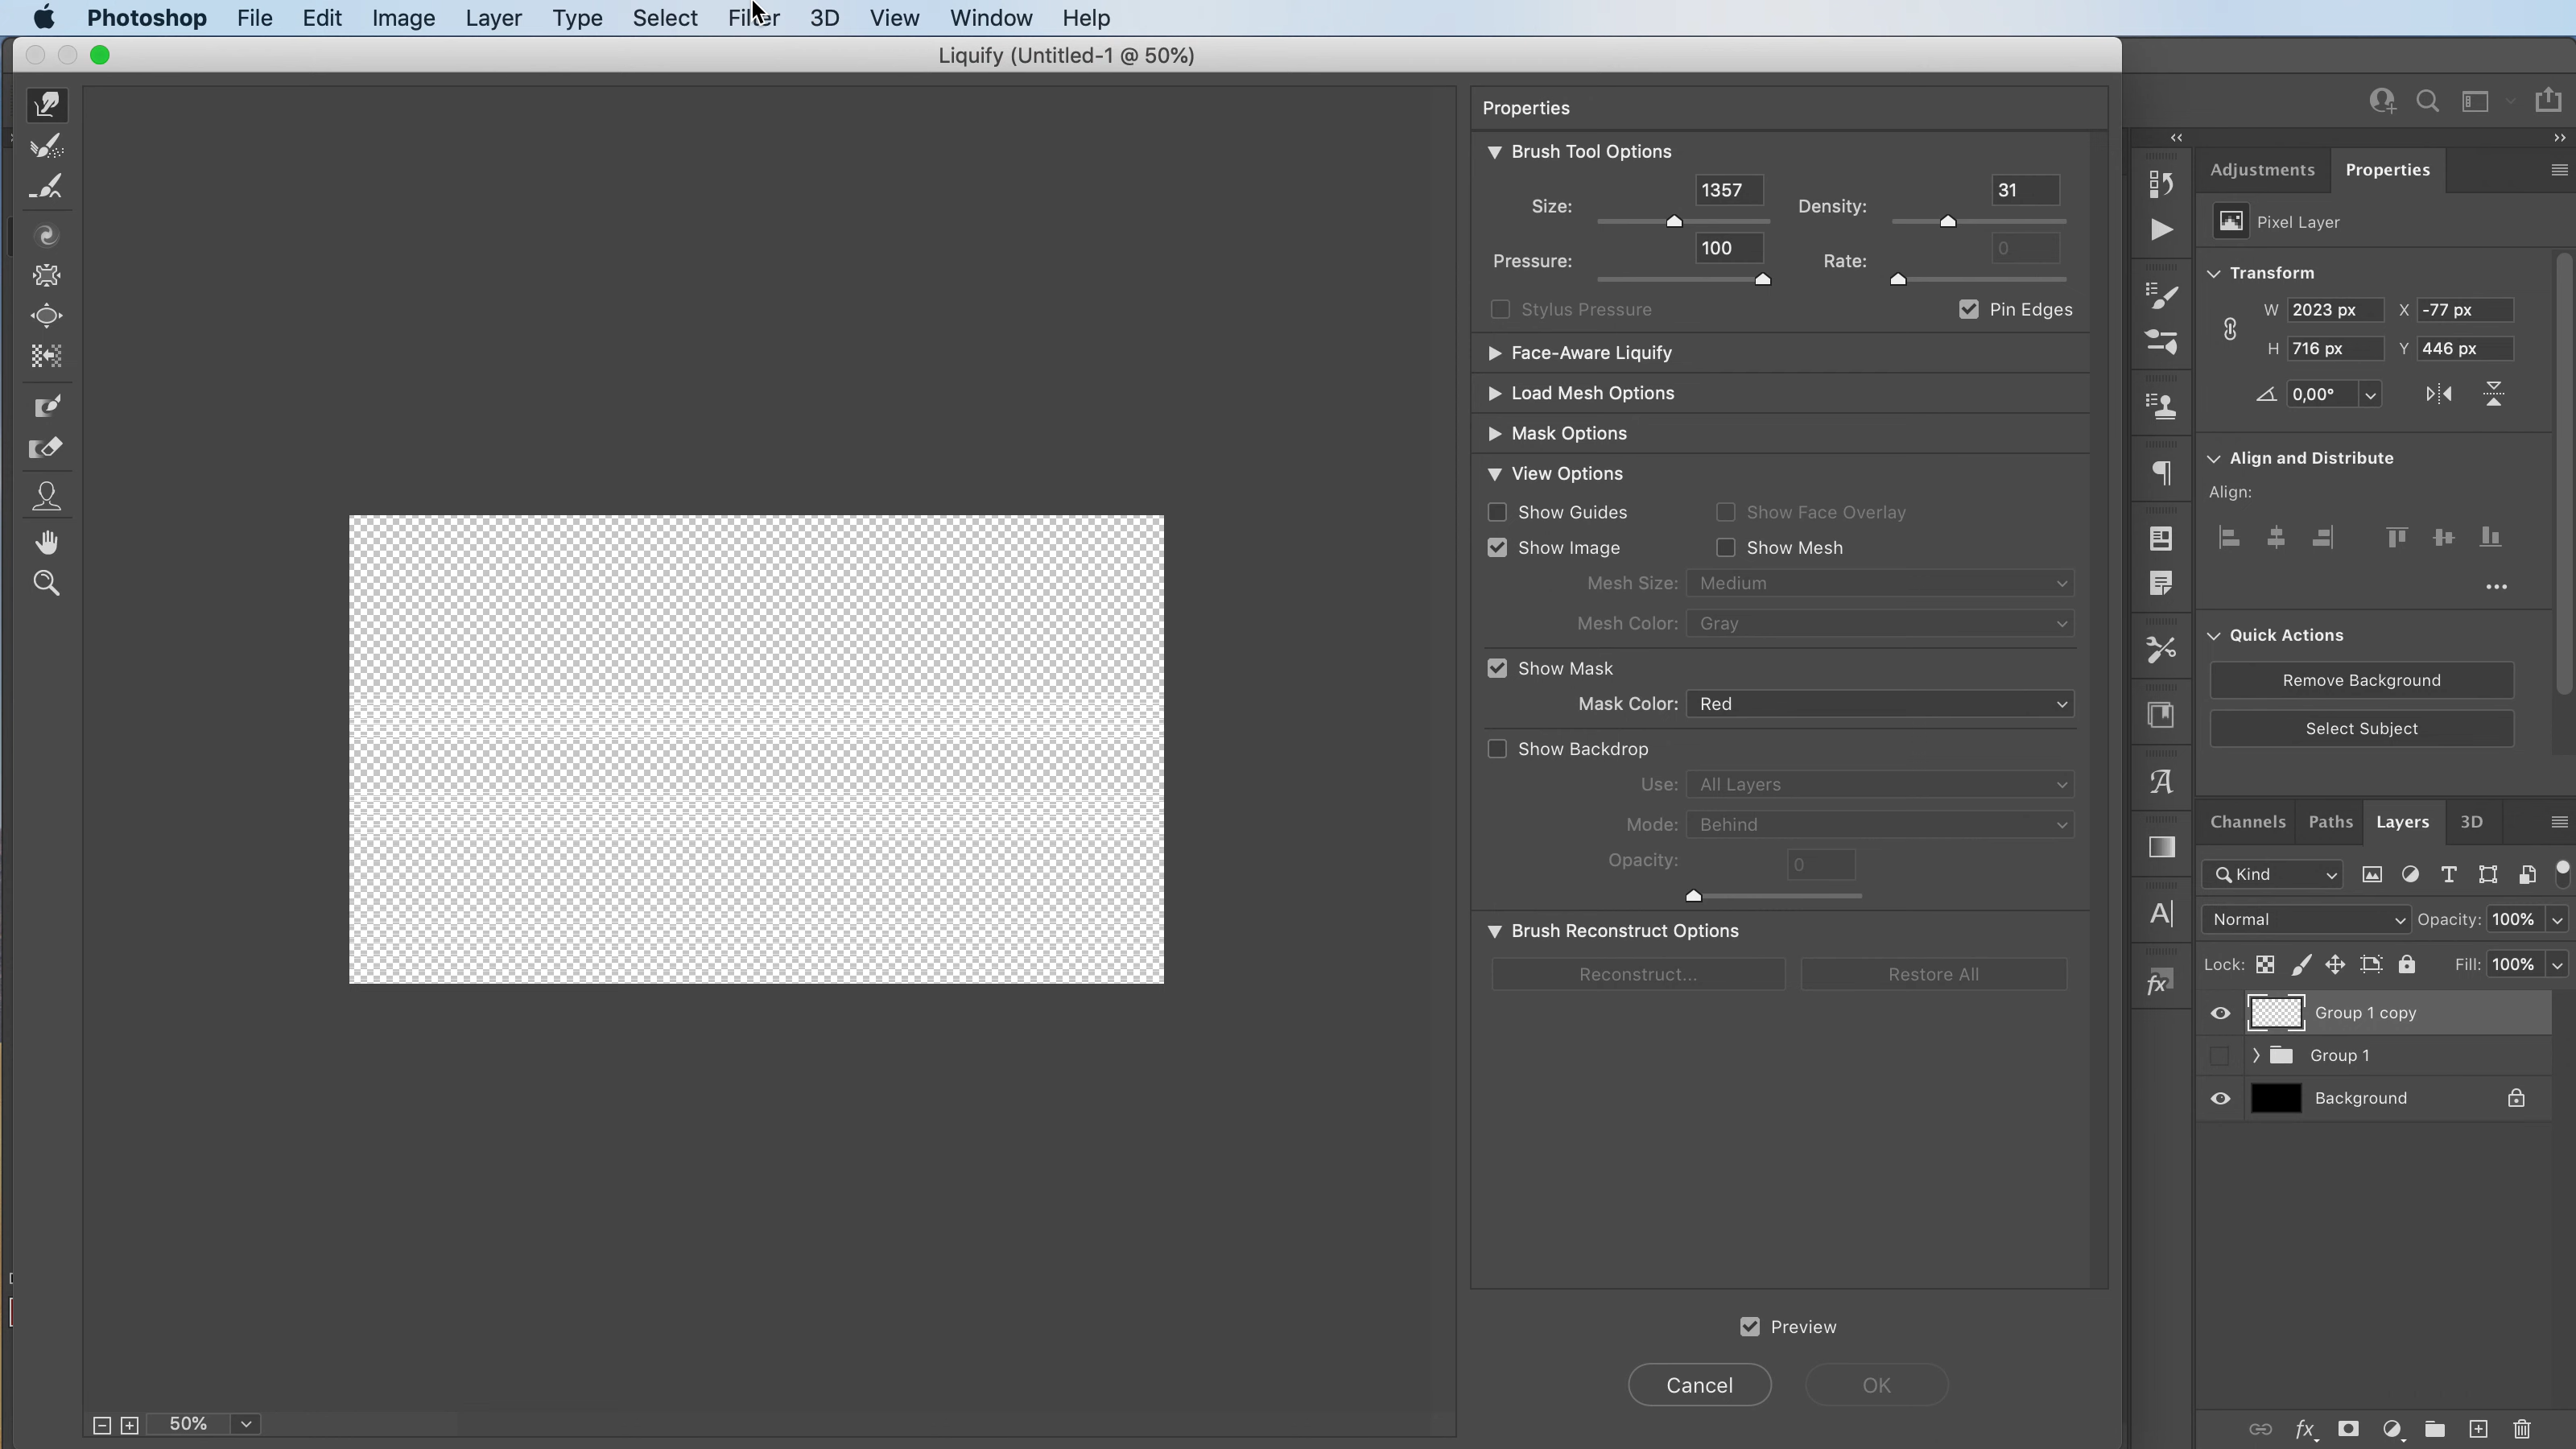 Photoshop File Edit Image Layer Type Select Filter 3D View Window Help
Liquify (Untitled-1 @ 50%)
Properties
Brush Tool Options
Size: 1357 Density: 31
Pressure: 100 Rate: 0
Stylus Pressure Pin Edges
Face-Aware Liquify
Load Mesh Options
Mask Options
View Options
Show Guides Show Face Overlay
Show Image Show Mesh
Mesh Size: Medium
Mesh Color: Gray
Show Mask
Mask Color: Red
Show Backdrop
Use: All Layers
Mode: Behind
Opacity: 0
Brush Reconstruct Options
Reconstruct... Restore All
Preview
Cancel OK
50%
Adjustments Properties
Pixel Layer
Transform
W 2023 px X -77 px
H 716 px Y 446 px
0,00°
Align and Distribute
Align:
Quick Actions
Remove Background
Select Subject
Channels Paths Layers 3D
Kind
Normal Opacity: 100%
Lock: Fill: 100%
Group 1 copy
Group 1
Background